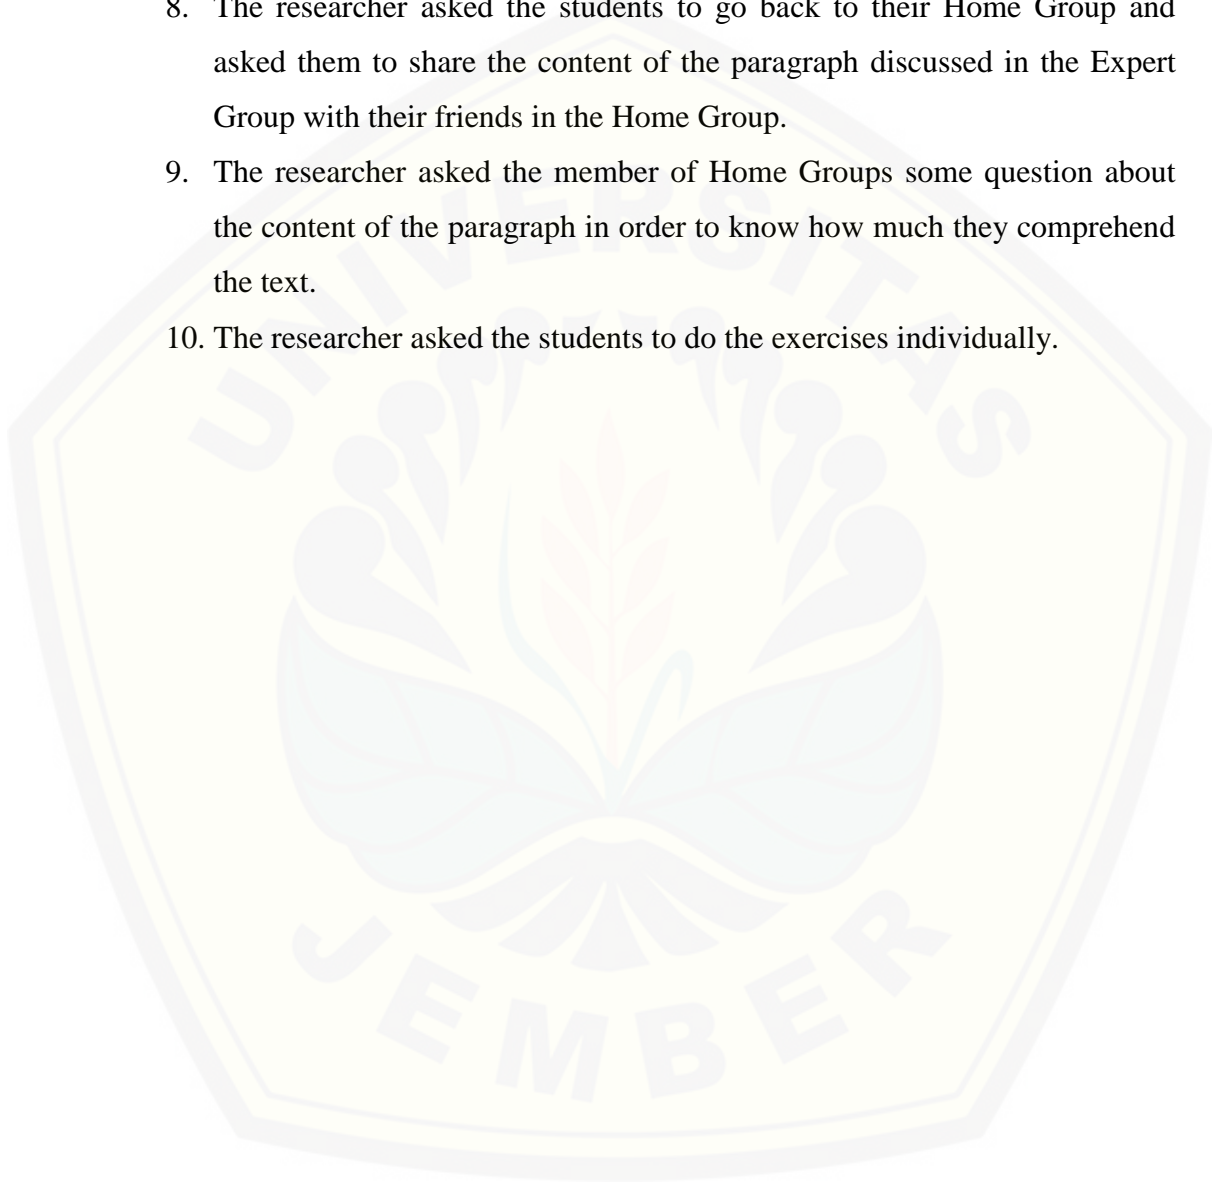 8. The researcher asked the students to go back to their Home Group and
asked them to share the content of the paragraph discussed in the Expert
Group with their friends in the Home Group.
9. The researcher asked the member of Home Groups some question about
the content of the paragraph in order to know how much they comprehend
the text.
10. The researcher asked the students to do the exercises individually.
UNIVERSITAS
JEMBER